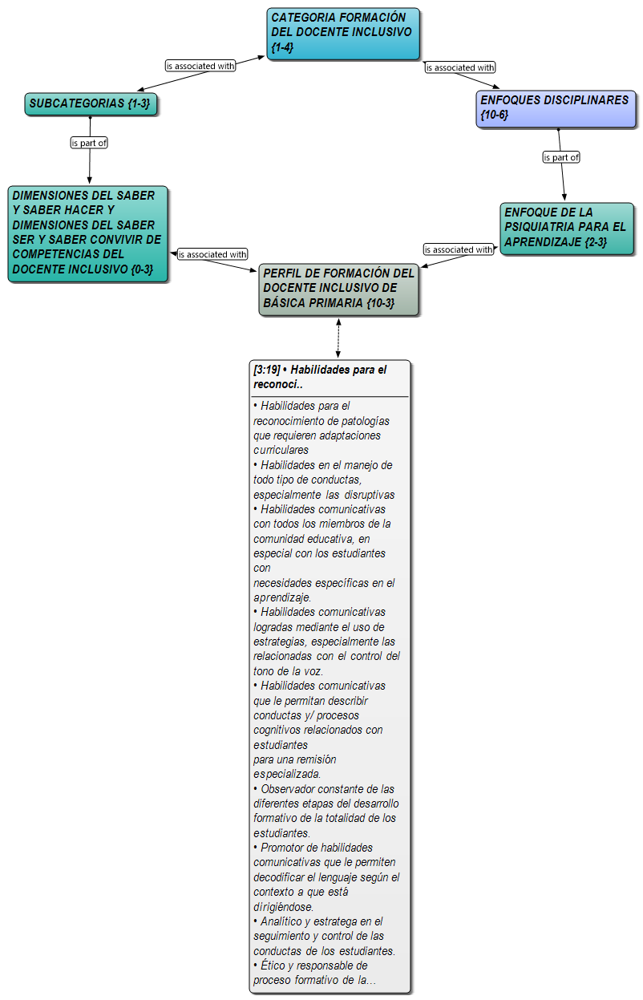 CATEGORIA FORMACIÓN
DEL DOCENTE INCLUSIVO
{1-4}
is associated with
is associated with
SUBCATEGORIAS {1-3}
ENFOQUES DISCIPLINARES
{10-6}
is part of
is part of
DIMENSIONES DEL SABER
Y SABER HACER Y
DIMENSIONES DEL SABER
SER Y SABER CONVIVIR DE
COMPETENCIAS DEL
DOCENTE INCLUSIVO {0-3}
ENFOQUE DE LA
PSIQUIATRIA PARA EL
APRENDIZAJE {2-3}
is associated with
is associated with
PERFIL DE FORMACIÓN DEL
DOCENTE INCLUSIVO DE
BÁSICA PRIMARIA {10-3}
[3:19] • Habilidades para el
reconoci..
• Habilidades para el
reconocimiento de patologías
que requieren adaptaciones
curriculares
• Habilidades en el manejo de
todo tipo de conductas,
especialmente las disruptivas
• Habilidades comunicativas
con todos los miembros de la
comunidad educativa, en
especial con los estudiantes
con
necesidades específicas en el
aprendizaje.
• Habilidades comunicativas
logradas mediante el uso de
estrategias, especialmente las
relacionadas con el control del
tono de la voz.
• Habilidades comunicativas
que le permitan describir
conductas y/ procesos
cognitivos relacionados con
estudiantes
para una remisión
especializada.
• Observador constante de las
diferentes etapas del desarrollo
formativo de la totalidad de los
estudiantes.
• Promotor de habilidades
comunicativas que le permiten
decodificar el lenguaje según el
contexto a que está
dirigiéndose.
• Analítico y estratega en el
seguimiento y control de las
conductas de los estudiantes.
• Ético y responsable de
proceso formativo de la...